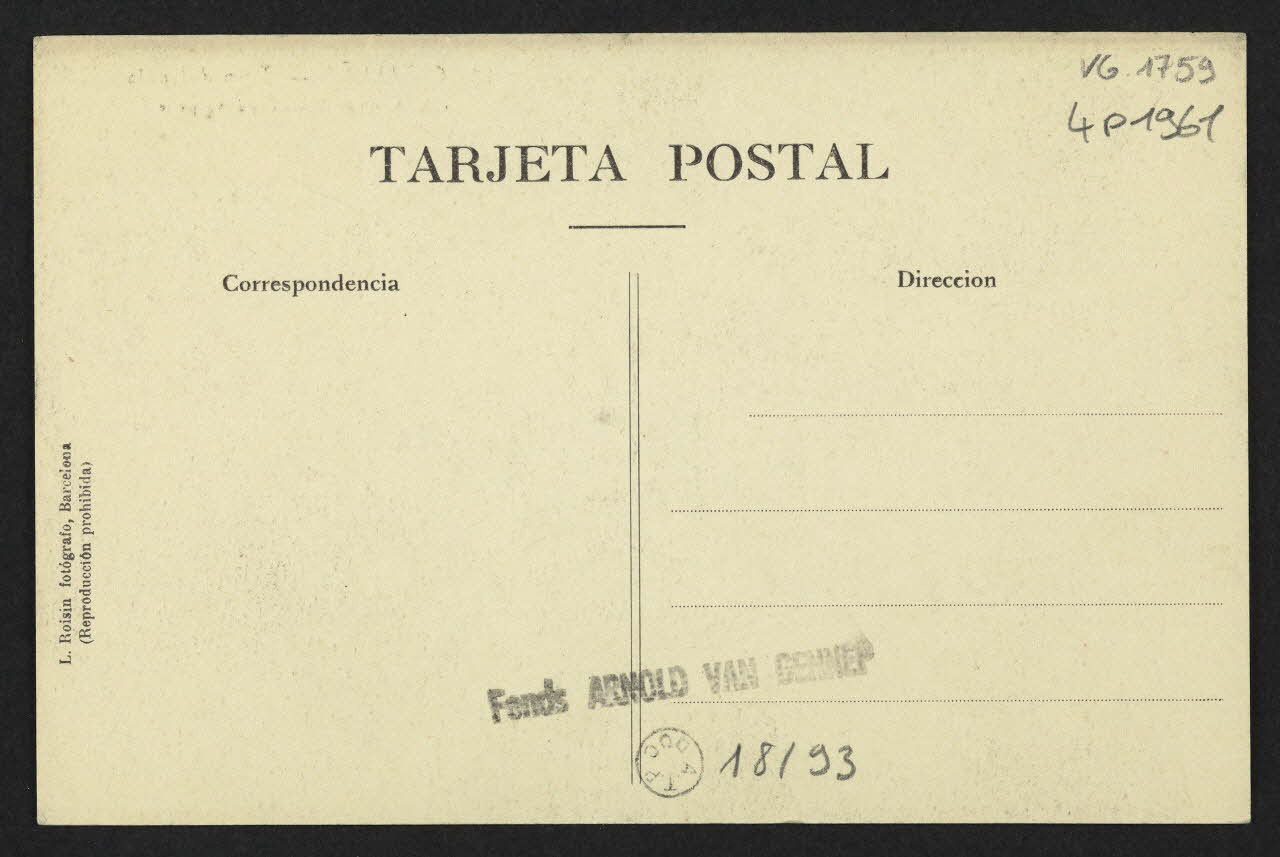 VG 1759
4P1961
TARJETA POSTAL
Correspondencia
Direccion
L. Roisin fotógrafo, Barcelona
(Reproducción prohibida)
Fonds ARNOLD VAN GENNEP
18/93